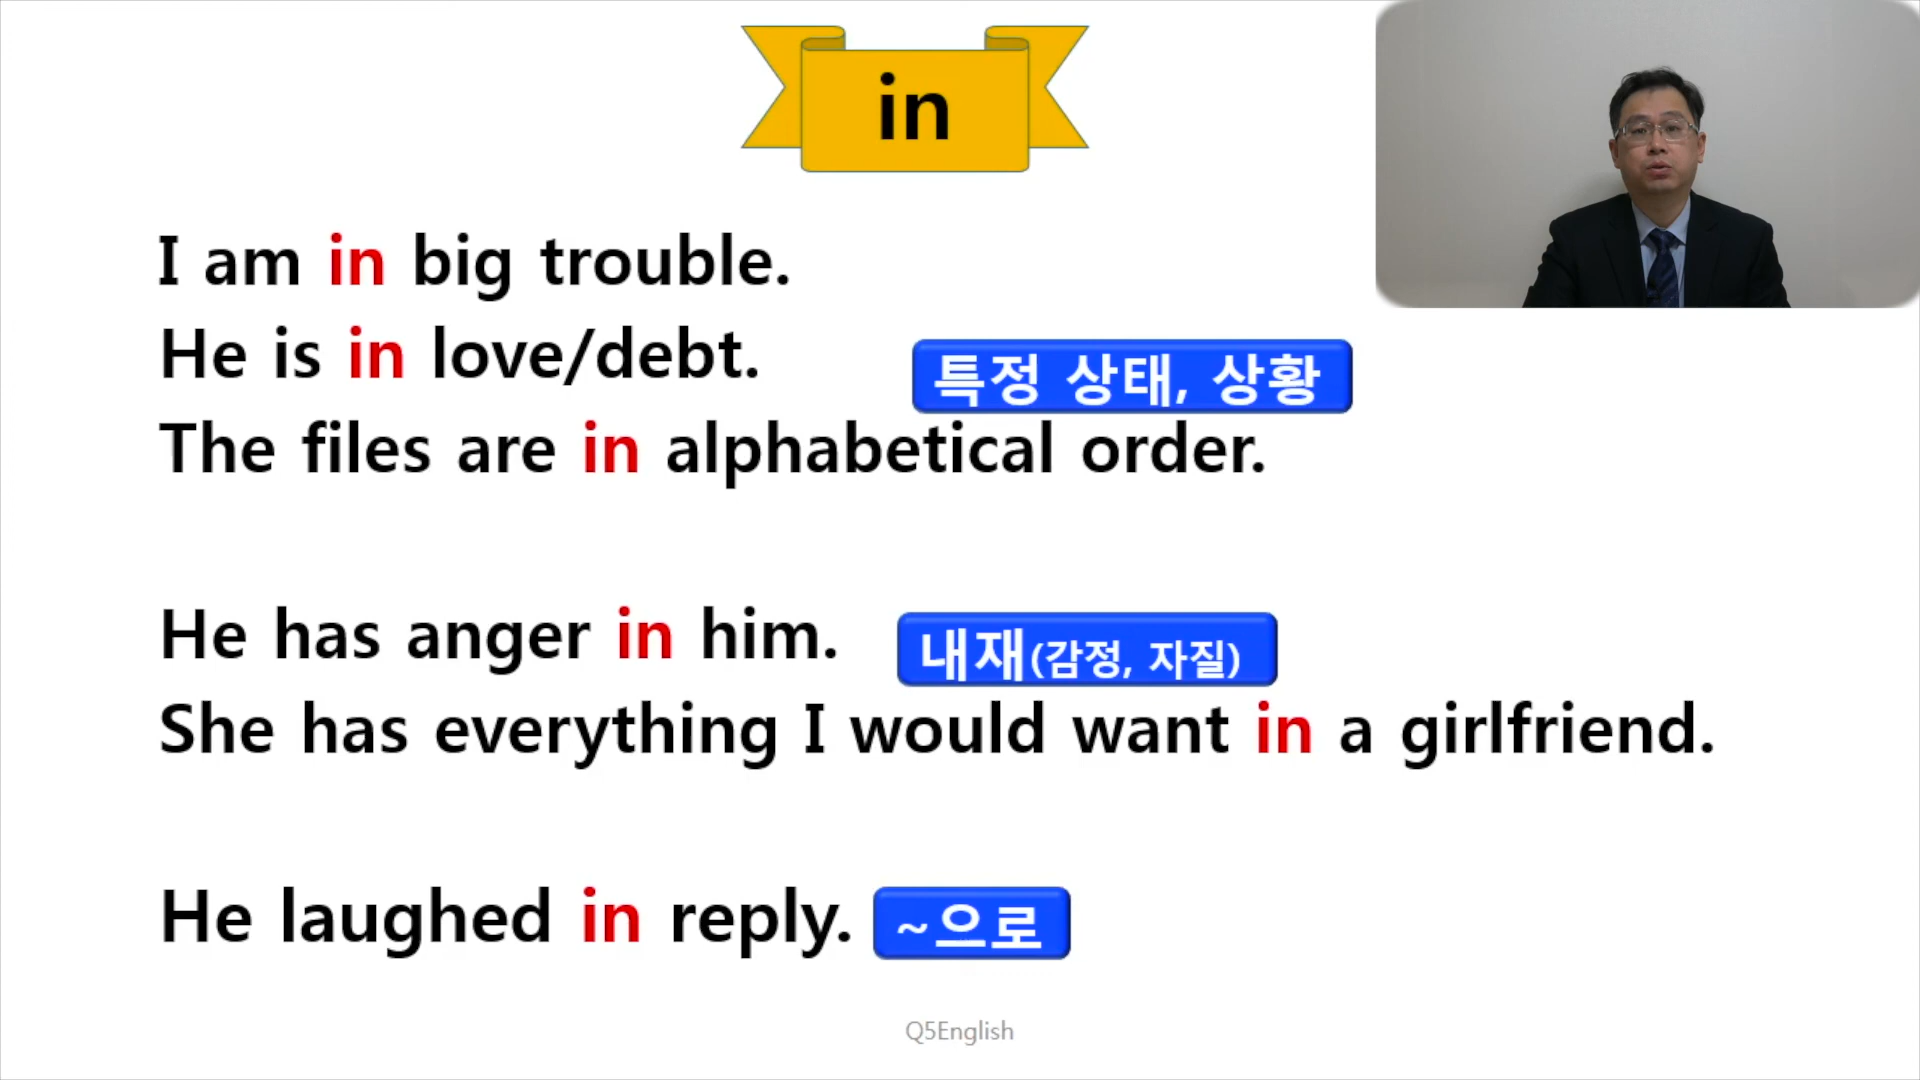 in
I am in big trouble.
He is in love/debt.
특정 상태, 상황
The files are in alphabetical order.
He has anger in him.
내재(감정, 자질)
She has everything I would want in a girlfriend.
He laughed in reply.
~으로
Q5English